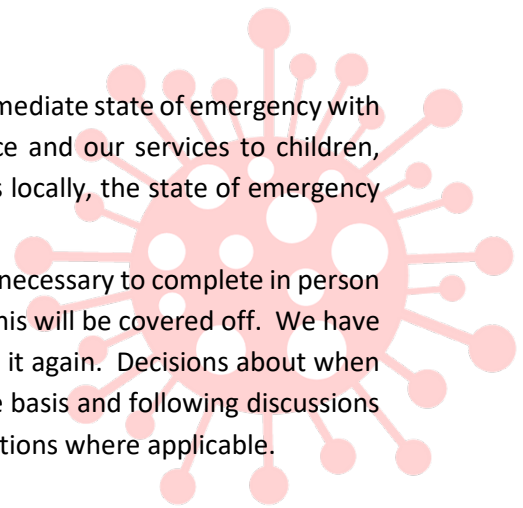 mediate state of emergency with
ce and our services to children,
s locally, the state of emergency
necessary to complete in person
his will be covered off. We have
it again. Decisions about when
e basis and following discussions
tions where applicable.